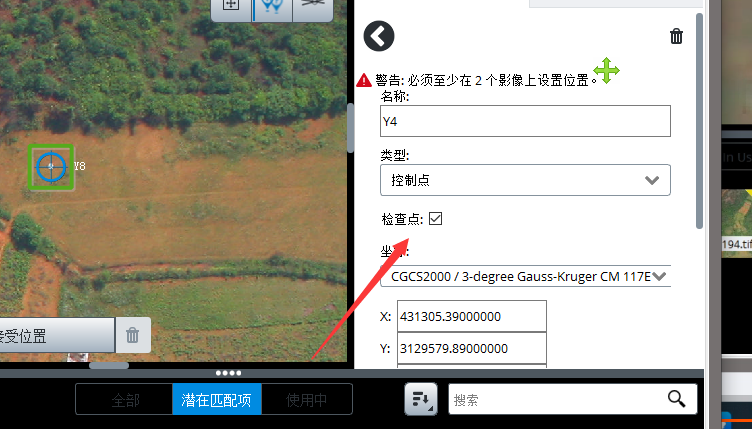 警告: 必须至少在 2 个影像上设置位置。
名称:
Y4
类型:
控制点
检查点:
坐
CGCS2000 / 3-degree Gauss-Kruger CM 117E
X: 431305.39000000
Y: 3129579.89000000
Y8
接受位置
全部
潜在匹配项
使用中
搜索
In Us
194.tif